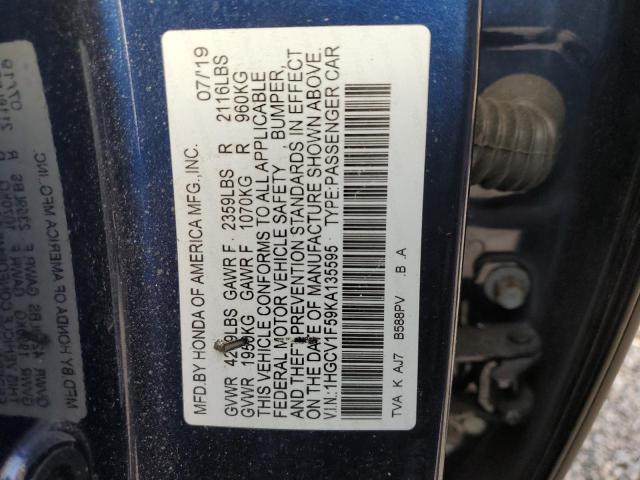 MFD.BY HONDA OF AMERICA MFG.,INC. 07/'19
GVWR LBS GAWR F. 2359LBS R 2116LBS
GVWR KG GAWR F 1070KG R 960KG
THIS VEHICLE CONFORMS TO ALL APPLICABLE
FEDERAL MOTOR VEHICLE SAFETY , BUMPER,
AND THEFT PREVENTION STANDARDS IN EFFECT
ON THE DATE OF MANUFACTURE SHOWN ABOVE.
V.I.N.:1HGCV1F59KA135595 TYPE:PASSENGER CAR
TVA K AJ7 B588PV .B .A